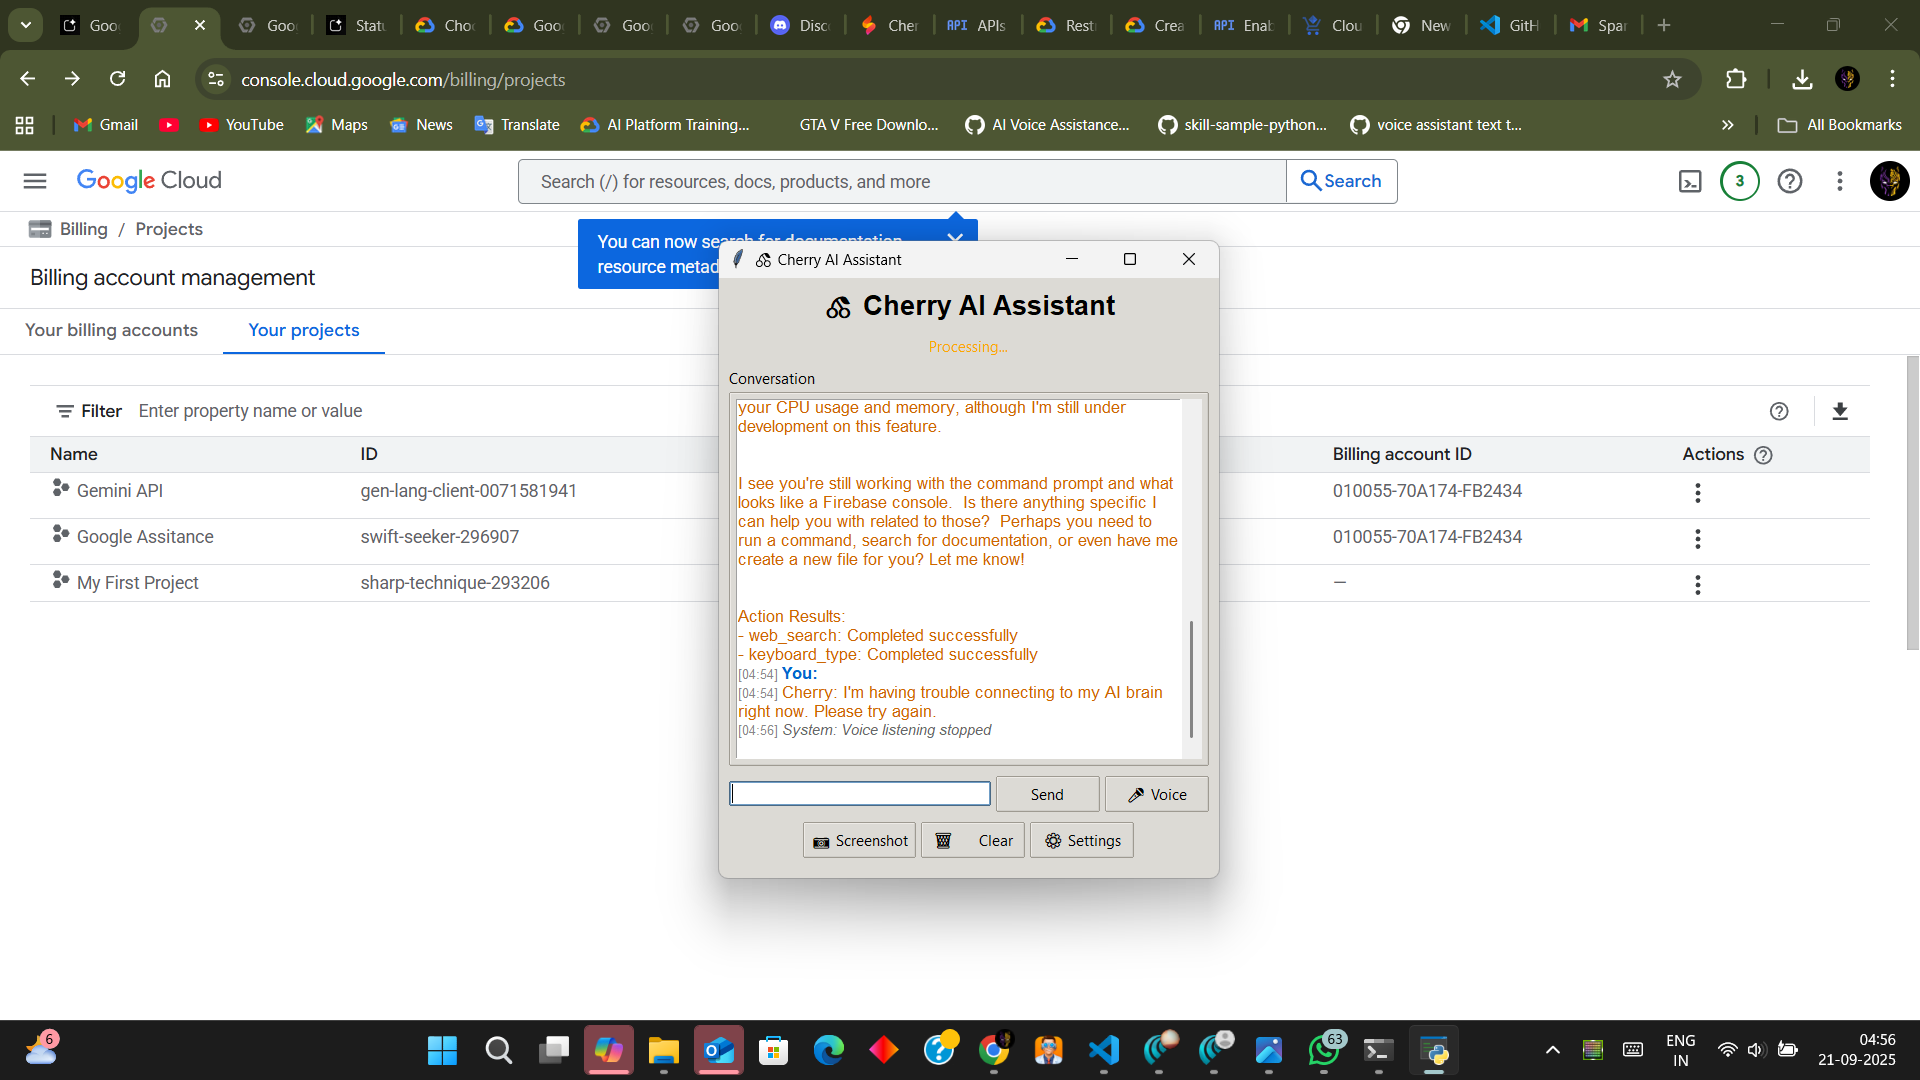 Goo
Goo
Statu
Choo
Goo
Goo
Goo
Disco
Cher
API APIs
Rest
Crea
API Enab
Clou
New
GitH
Spar
console.cloud.google.com/billing/projects
Gmail
YouTube
Maps
News
Translate
AI Platform Training...
GTA V Free Downlo...
AI Voice Assistance...
skill-sample-python...
voice assistant text t...
All Bookmarks
Google Cloud
Search (/) for resources, docs, products, and more
Search
3
Billing / Projects
You can now search for documentation
resource metad
Billing account management
Your billing accounts
Your projects
Filter Enter property name or value
Name ID Billing account ID Actions
Gemini API gen-lang-client-0071581941 010055-70A174-FB2434
Google Assitance swift-seeker-296907 010055-70A174-FB2434
My First Project sharp-technique-293206 —
Cherry AI Assistant
Cherry AI Assistant
Processing...
Conversation
your CPU usage and memory, although I'm still under
development on this feature.
I see you're still working with the command prompt and what
looks like a Firebase console. Is there anything specific I
can help you with related to those? Perhaps you need to
run a command, search for documentation, or even have me
create a new file for you? Let me know!
Action Results:
- web_search: Completed successfully
- keyboard_type: Completed successfully
[04:54] You:
[04:54] Cherry: I'm having trouble connecting to my AI brain
right now. Please try again.
[04:56] System: Voice listening stopped
Send
Voice
Screenshot
Clear
Settings
6
63
ENG
IN
04:56
21-09-2025